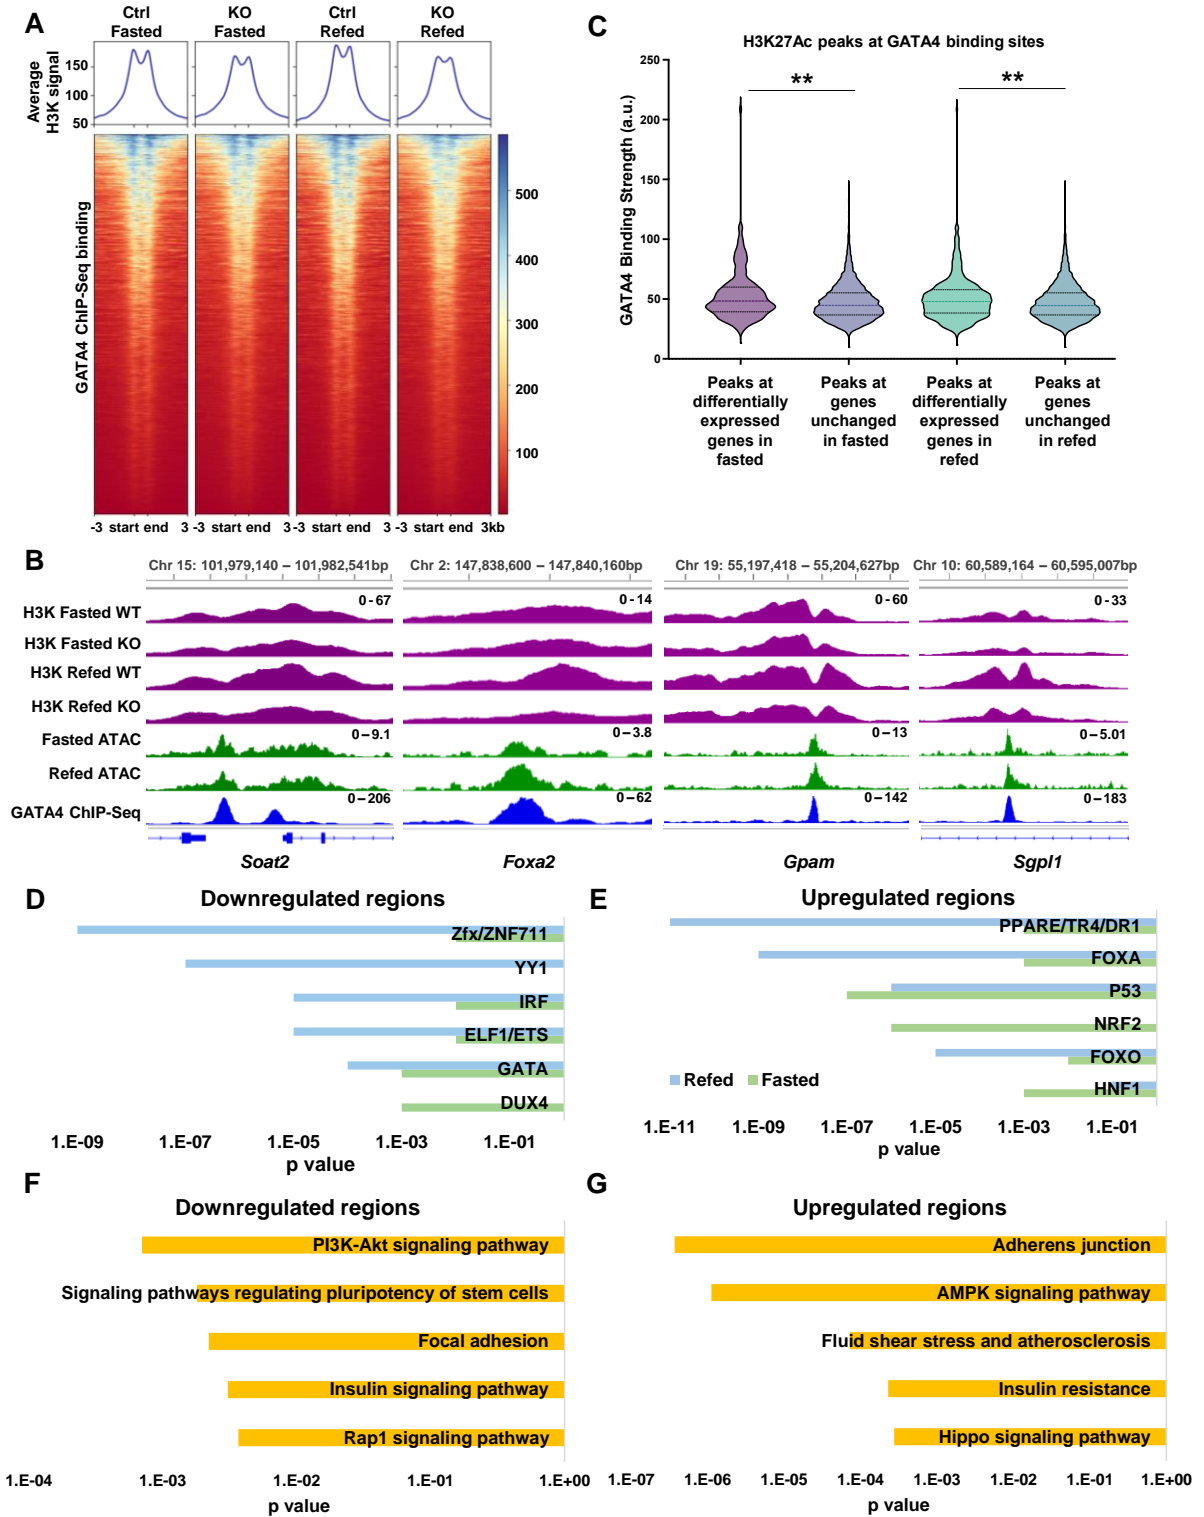 A
Ctrl
Fasted
KO
Fasted
Ctrl
Refed
KO
Refed
Average
H3K signal
150
100
50
GATA4 ChIP-Seq binding
500
400
300
200
100
-3 start end 3
-3 start end 3
-3 start end 3
-3 start end 3kb
C
H3K27Ac peaks at GATA4 binding sites
GATA4 Binding Strength (a.u.)
250
200
150
100
50
0
**
**
Peaks at
differentially
expressed
genes in
fasted
Peaks at
genes
unchanged
in fasted
Peaks at
differentially
expressed
genes in
refed
Peaks at
genes
unchanged
in refed
B
Chr 15: 101,979,140 – 101,982,541bp
Chr 2: 147,838,600 – 147,840,160bp
Chr 19: 55,197,418 – 55,204,627bp
Chr 10: 60,589,164 – 60,595,007bp
H3K Fasted WT
0 - 67
0 - 14
0 - 60
0 - 33
H3K Fasted KO
H3K Refed WT
H3K Refed KO
Fasted ATAC
0 – 9.1
0 – 3.8
0 – 13
0 – 5.01
Refed ATAC
GATA4 ChIP-Seq
0 – 206
0 – 62
0 – 142
0 – 183
Soat2
Foxa2
Gpam
Sgpl1
D
Downregulated regions
Zfx/ZNF711
YY1
IRF
ELF1/ETS
GATA
DUX4
1.E-09
1.E-07
1.E-05
1.E-03
1.E-01
p value
E
Upregulated regions
PPARE/TR4/DR1
FOXA
P53
NRF2
FOXO
HNF1
Refed
Fasted
1.E-11
1.E-09
1.E-07
1.E-05
1.E-03
1.E-01
p value
F
Downregulated regions
PI3K-Akt signaling pathway
Signaling pathways regulating pluripotency of stem cells
Focal adhesion
Insulin signaling pathway
Rap1 signaling pathway
1.E-04
1.E-03
1.E-02
1.E-01
1.E+00
p value
G
Upregulated regions
Adherens junction
AMPK signaling pathway
Fluid shear stress and atherosclerosis
Insulin resistance
Hippo signaling pathway
1.E-07
1.E-06
1.E-05
1.E-04
1.E-03
1.E-02
1.E-01
1.E+00
p value